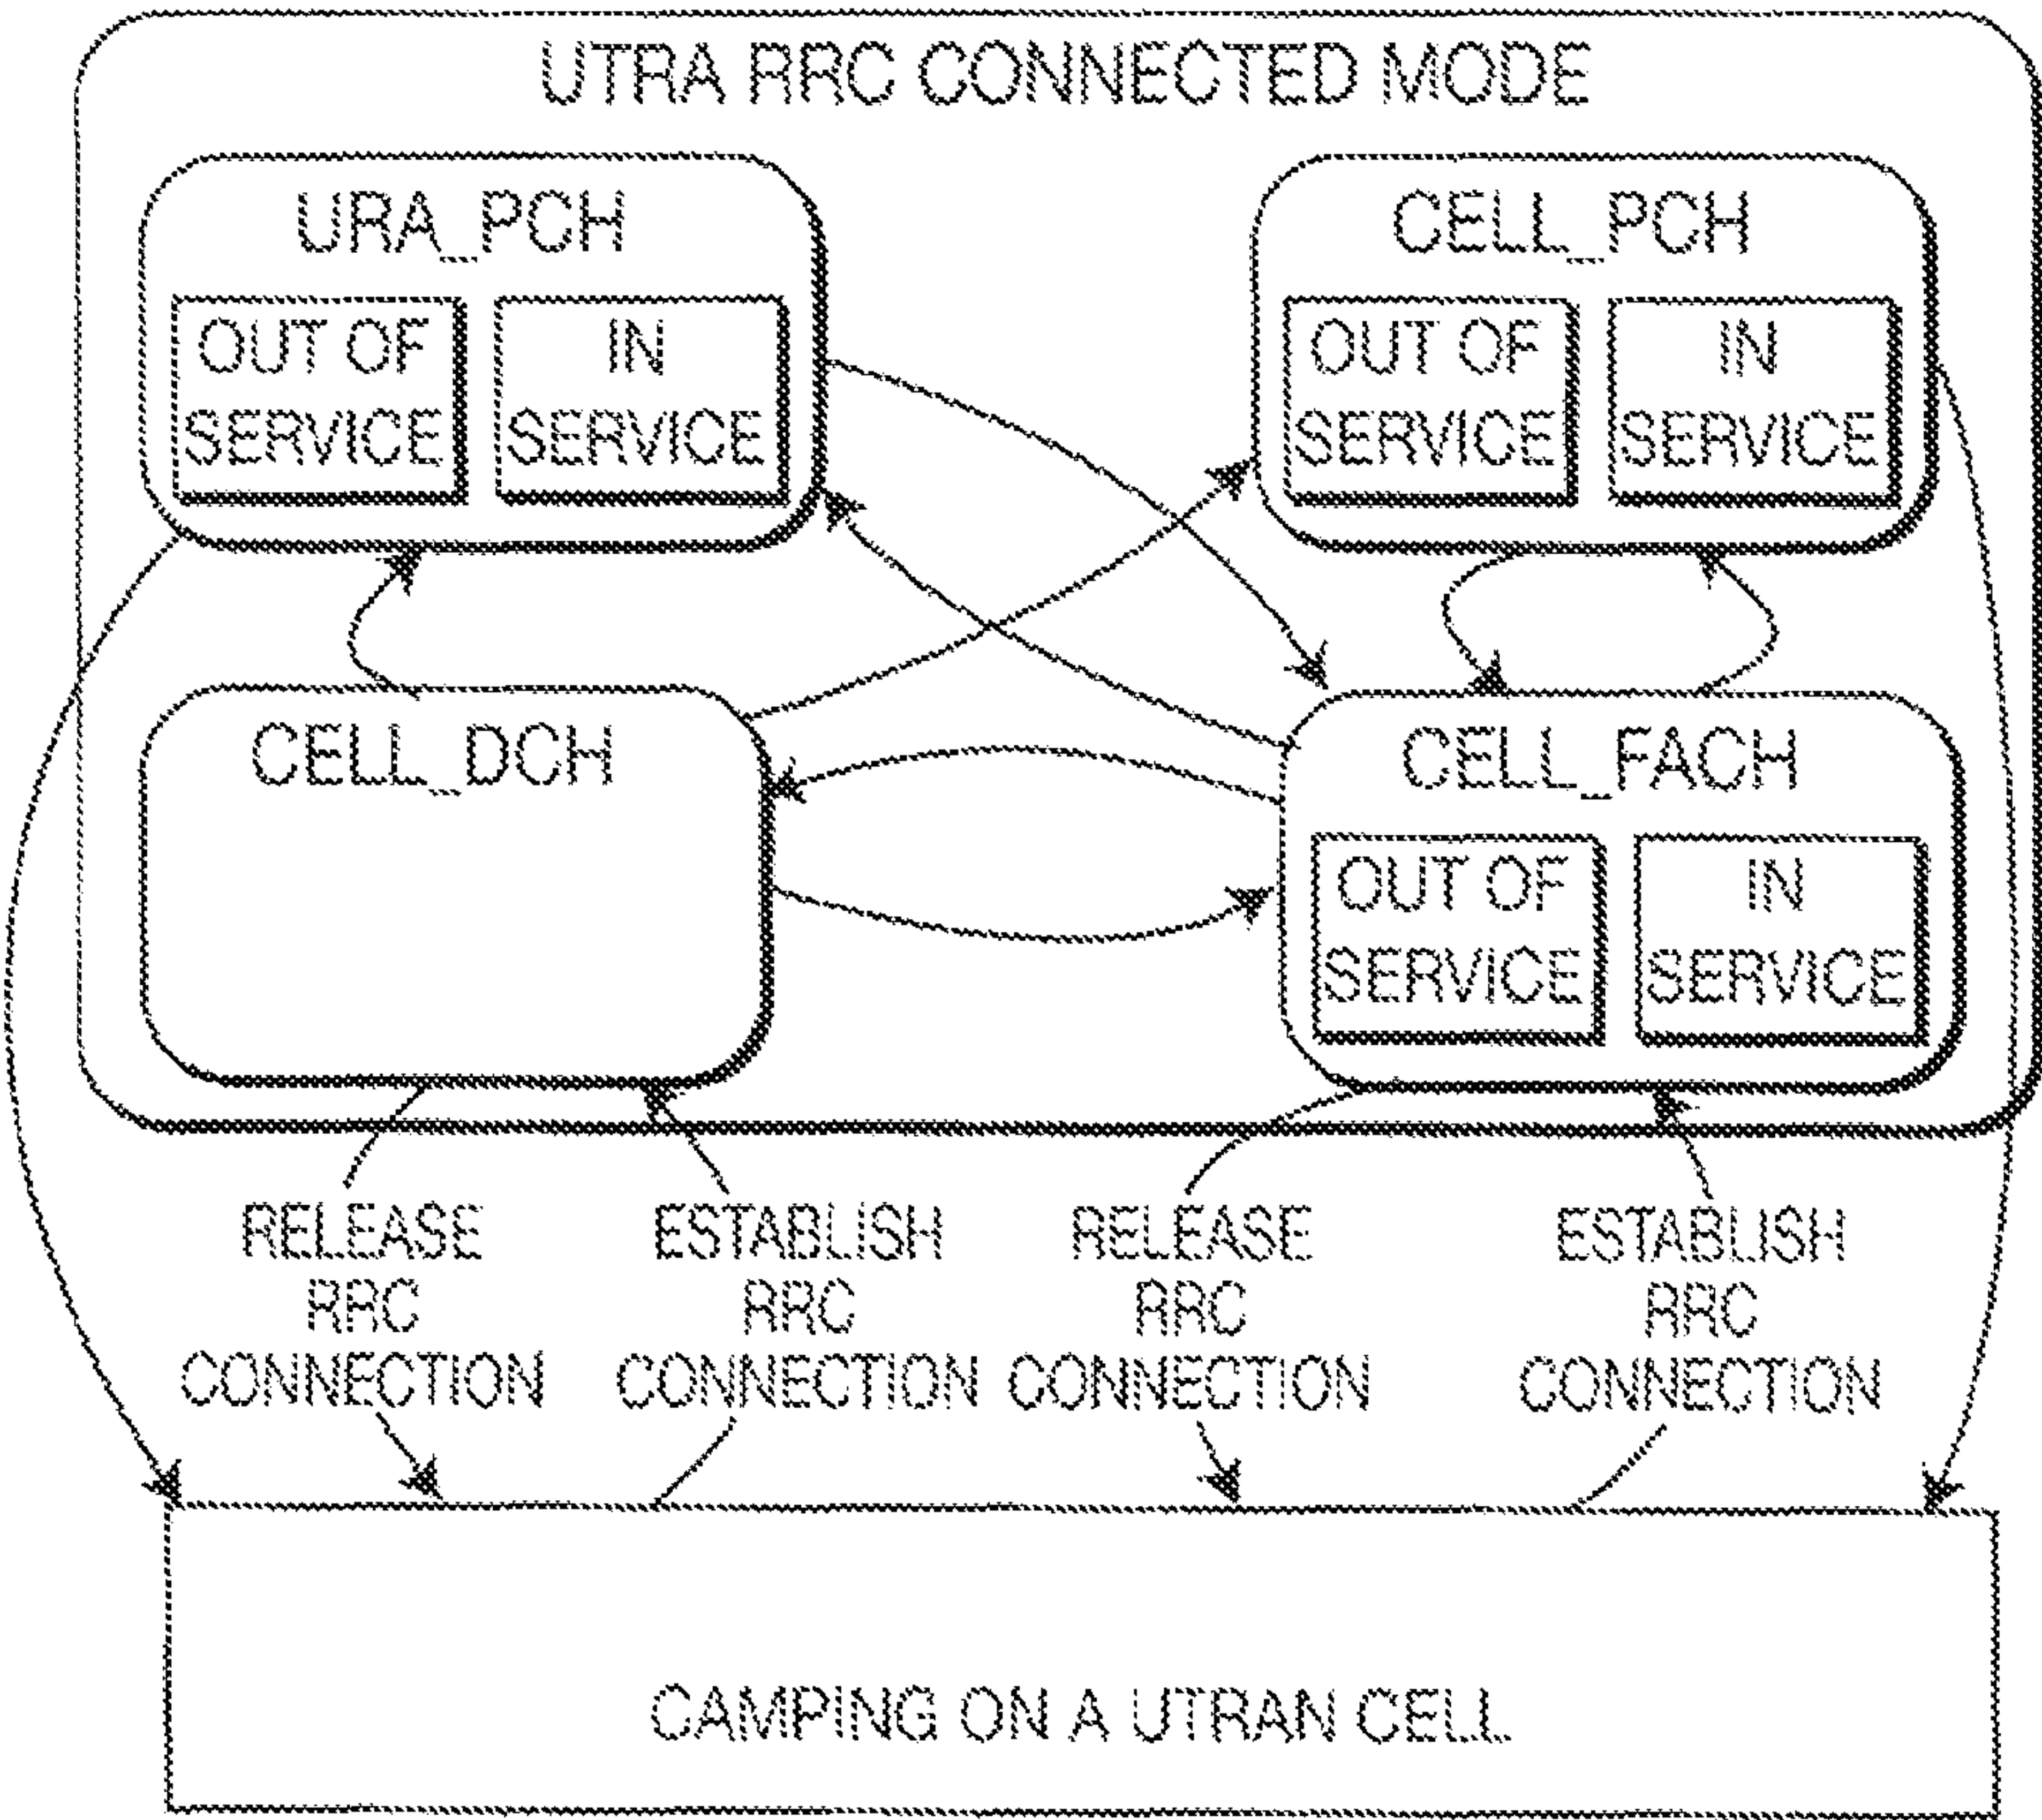 UTRA RRC CONNECTED MODE
URA_PCH
OUT OF
SERVICE
IN
SERVICE
CELL_PCH
OUT OF
SERVICE
IN
SERVICE
CELL_DCH
CELL_FACH
OUT OF
SERVICE
IN
SERVICE
RELEASE
RRC
CONNECTION
ESTABLISH
RRC
CONNECTION
RELEASE
RRC
CONNECTION
ESTABLISH
RRC
CONNECTION
CAMPING ON A UTRAN CELL